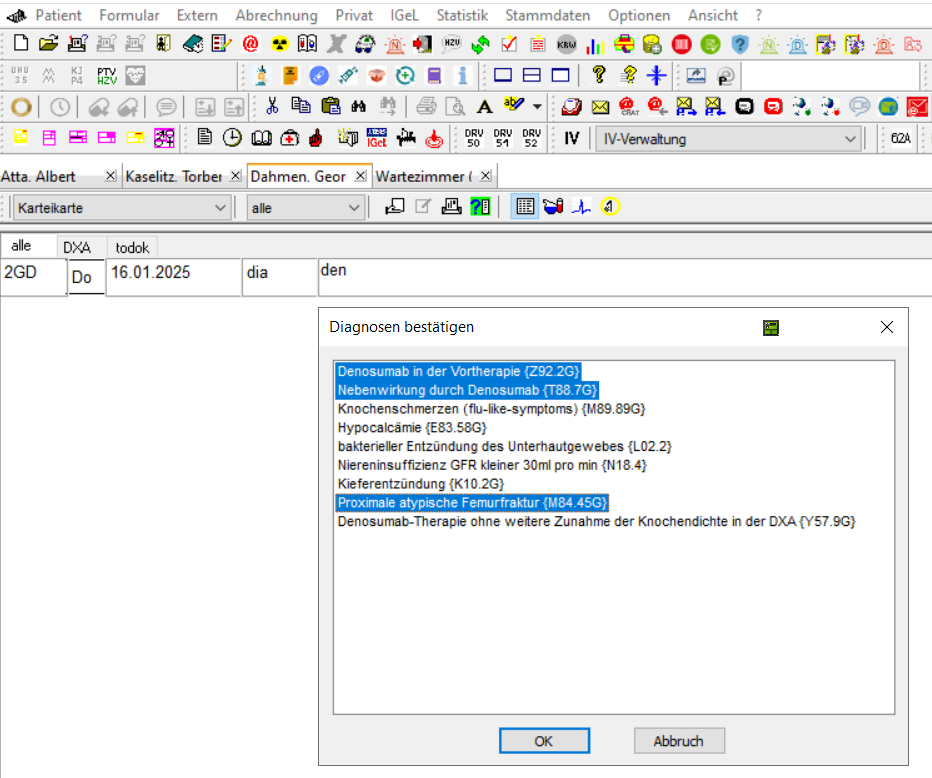 Patient Formular Extern Abrechnung Privat IGeL Statistik Stammdaten Optionen Ansicht ?
HZV KRW
UHU 35 KJ P4 PTV HZV
CRAT
IGeL DRV 50 DRV 51 DRV 52 IV IV-Verwaltung 62A
Atta. Albert Kaselitz. Torber Dahmen. Geor Wartezimmer (
Karteikarte alle
alle DXA todok
2GD Do 16.01.2025 dia den
Diagnosen bestätigen
Denosumab in der Vortherapie {Z92.2G}
Nebenwirkung durch Denosumab {T88.7G}
Knochenschmerzen (flu-like-symptoms) {M89.89G}
Hypocalcämie {E83.58G}
bakterieller Entzündung des Unterhautgewebes {L02.2}
Niereninsuffizienz GFR kleiner 30ml pro min {N18.4}
Kieferentzündung {K10.2G}
Proximale atypische Femurfraktur {M84.45G}
Denosumab-Therapie ohne weitere Zunahme der Knochendichte in der DXA {Y57.9G}
OK Abbruch